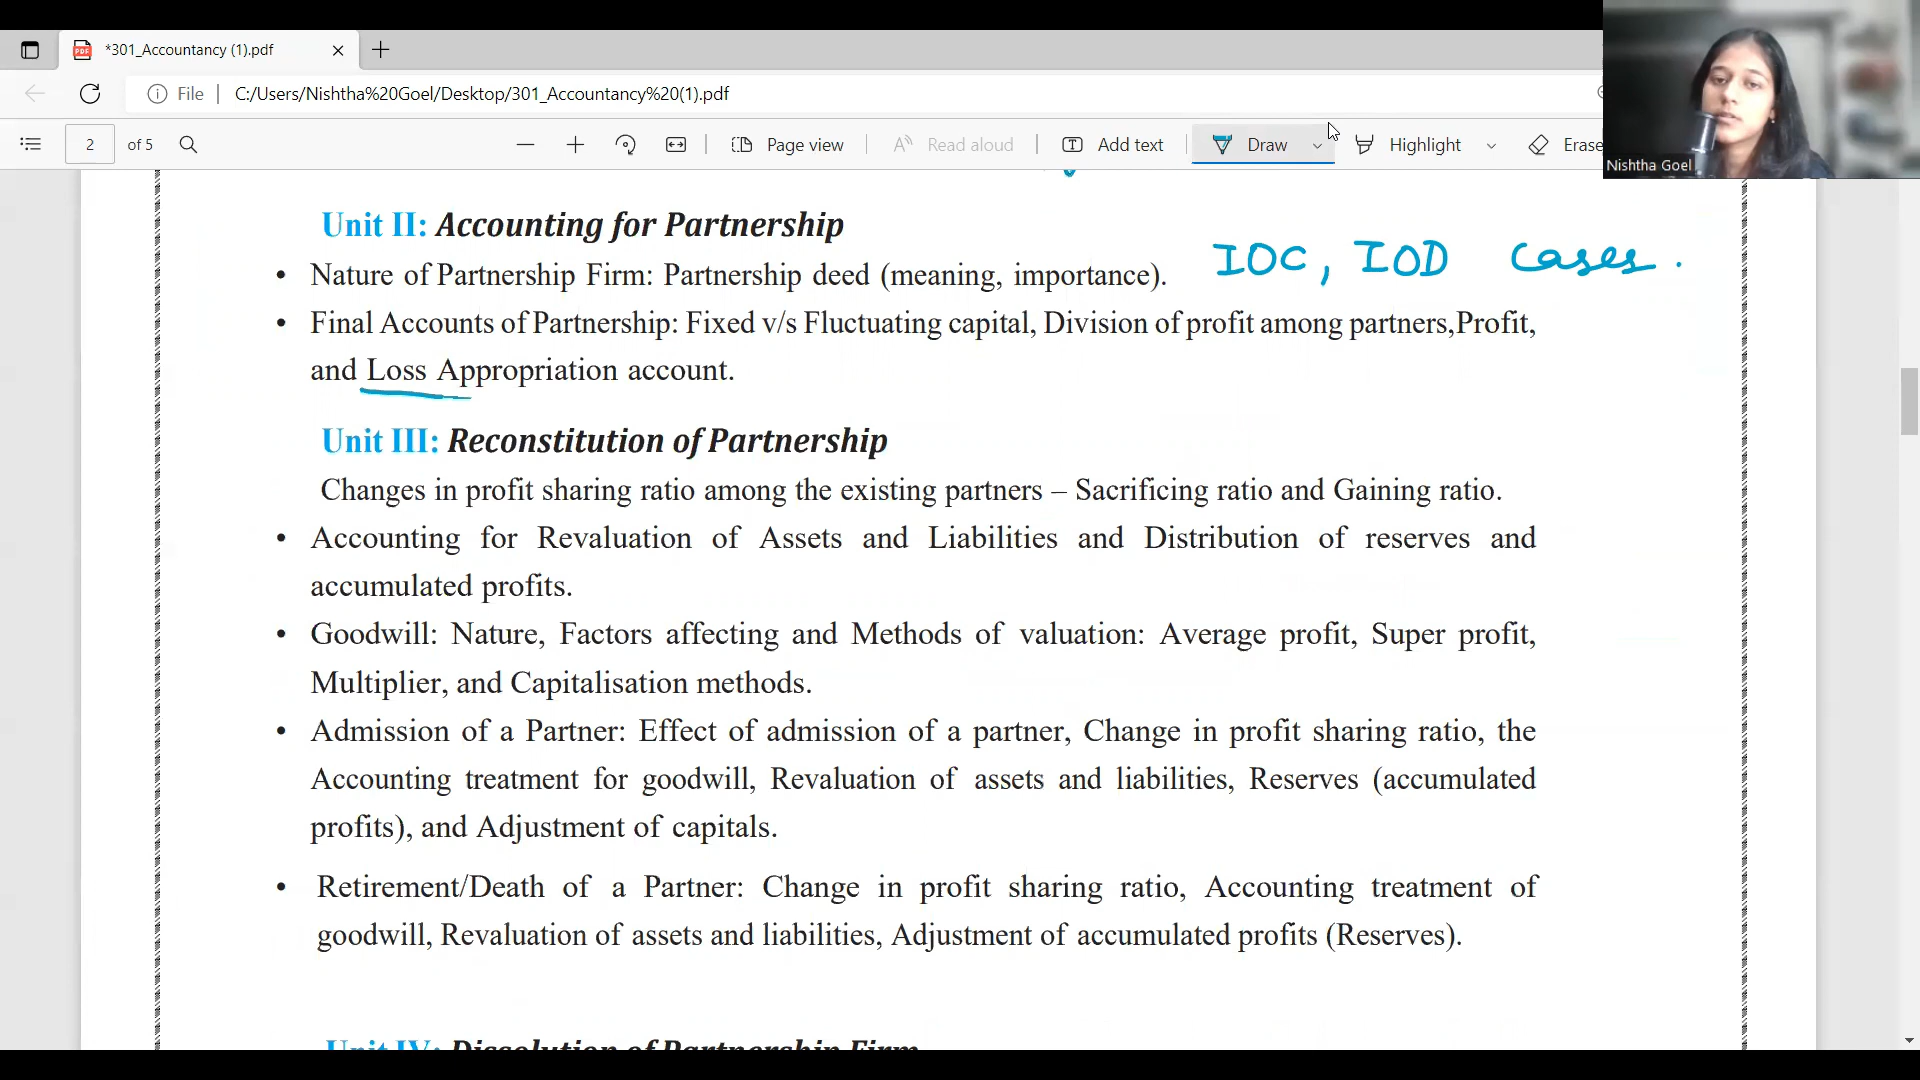 *301_Accountancy (1).pdf
File
C:/Users/Nishtha%20Goel/Desktop/301_Accountancy%20(1).pdf
2 of 5
Page view
Read aloud
Add text
Draw
Highlight
Erase
Nishtha Goel
Unit II: Accounting for Partnership
IOC, IOD cases.
• Nature of Partnership Firm: Partnership deed (meaning, importance).
• Final Accounts of Partnership: Fixed v/s Fluctuating capital, Division of profit among partners,Profit,
and Loss Appropriation account.
Unit III: Reconstitution of Partnership
Changes in profit sharing ratio among the existing partners – Sacrificing ratio and Gaining ratio.
• Accounting for Revaluation of Assets and Liabilities and Distribution of reserves and
accumulated profits.
• Goodwill: Nature, Factors affecting and Methods of valuation: Average profit, Super profit,
Multiplier, and Capitalisation methods.
• Admission of a Partner: Effect of admission of a partner, Change in profit sharing ratio, the
Accounting treatment for goodwill, Revaluation of assets and liabilities, Reserves (accumulated
profits), and Adjustment of capitals.
• Retirement/Death of a Partner: Change in profit sharing ratio, Accounting treatment of
goodwill, Revaluation of assets and liabilities, Adjustment of accumulated profits (Reserves).
Unit IV: Dissolution of Partnership Firm